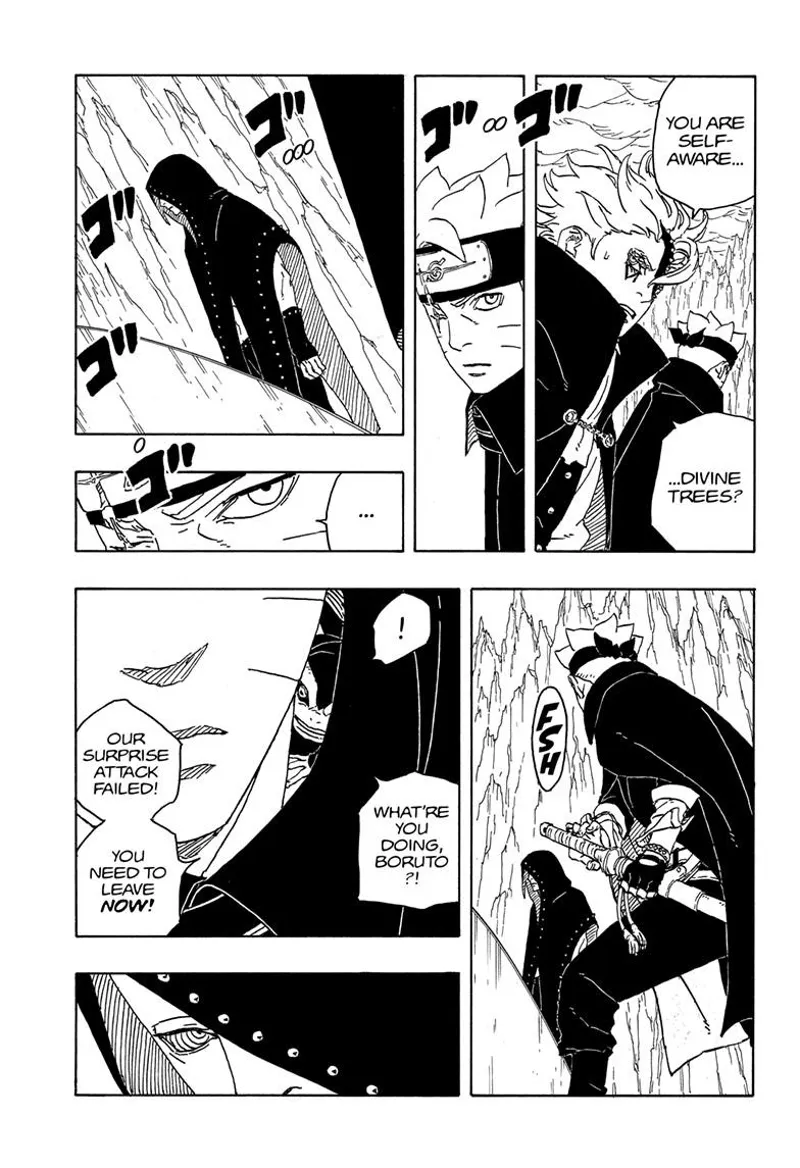 YOU ARE
SELF-
AWARE...
...DIVINE
TREES?
ゴ
ゴ
ゴ
ゴ
ゴ
ゴ
...
FSH
!
WHAT'RE
YOU
DOING,
BORUTO
?!
OUR
SURPRISE
ATTACK
FAILED!
YOU
NEED TO
LEAVE
NOW!